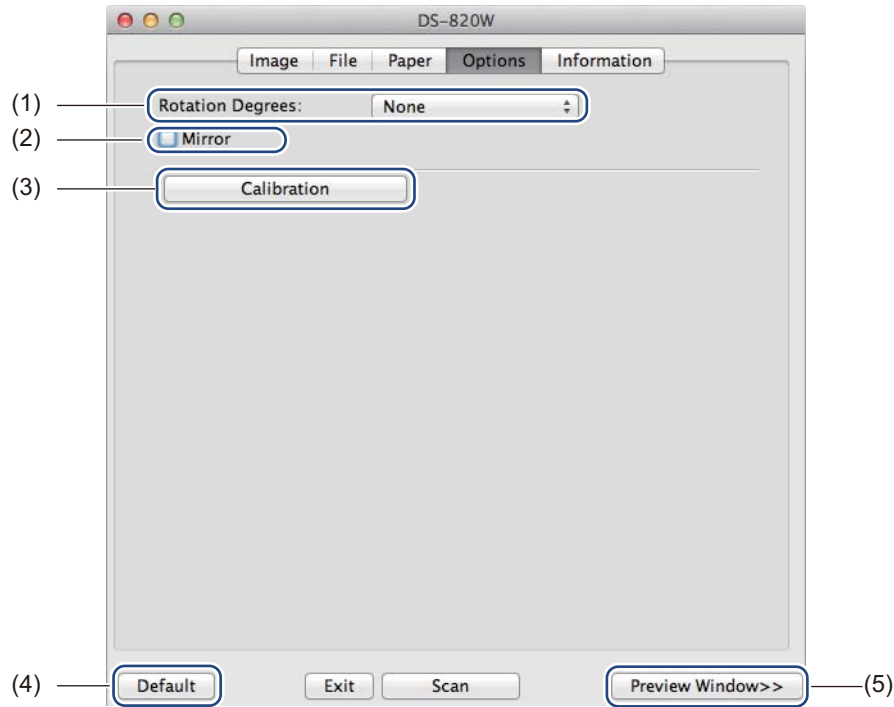 DS-820W
Image File Paper Options Information
(1) Rotation Degrees: None
(2) Mirror
(3) Calibration
(4) Default Exit Scan Preview Window>> (5)